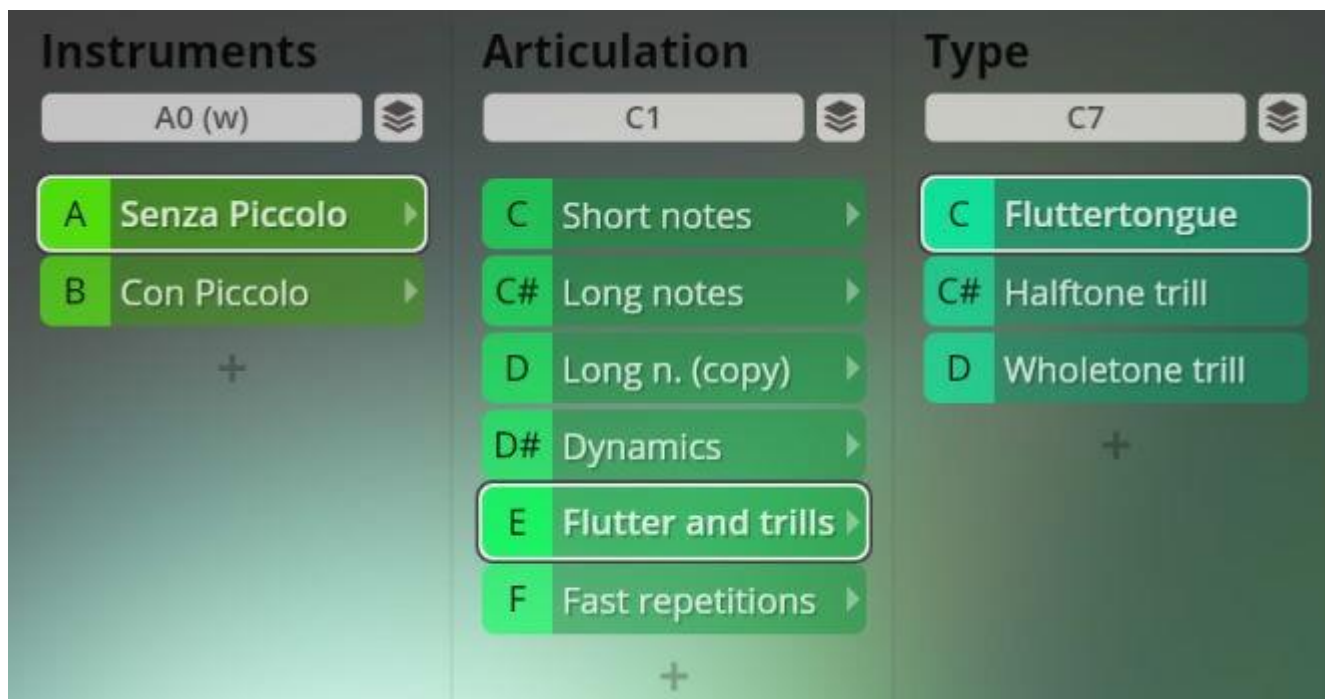 Instruments
A0 (w)
A Senza Piccolo
B Con Piccolo
+
Articulation
C1
C Short notes
C# Long notes
D Long n. (copy)
D# Dynamics
E Flutter and trills
F Fast repetitions
+
Type
C7
C Fluttertongue
C# Halftone trill
D Wholetone trill
+